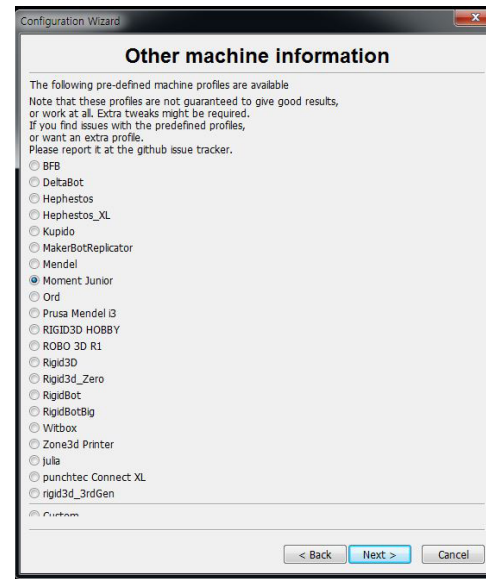 Configuration Wizard
Other machine information
The following pre-defined machine profiles are available
Note that these profiles are not guaranteed to give good results,
or work at all. Extra tweaks might be required.
If you find issues with the predefined profiles,
or want an extra profile.
Please report it at the github issue tracker.
BFB
DeltaBot
Hephestos
Hephestos_XL
Kupido
MakerBotReplicator
Mendel
Moment Junior
Ord
Prusa Mendel i3
RIGID3D HOBBY
ROBO 3D R1
Rigid3D
Rigid3d_Zero
RigidBot
RigidBotBig
Witbox
Zone3d Printer
julia
punchtec Connect XL
rigid3d_3rdGen
Custom
< Back Next > Cancel